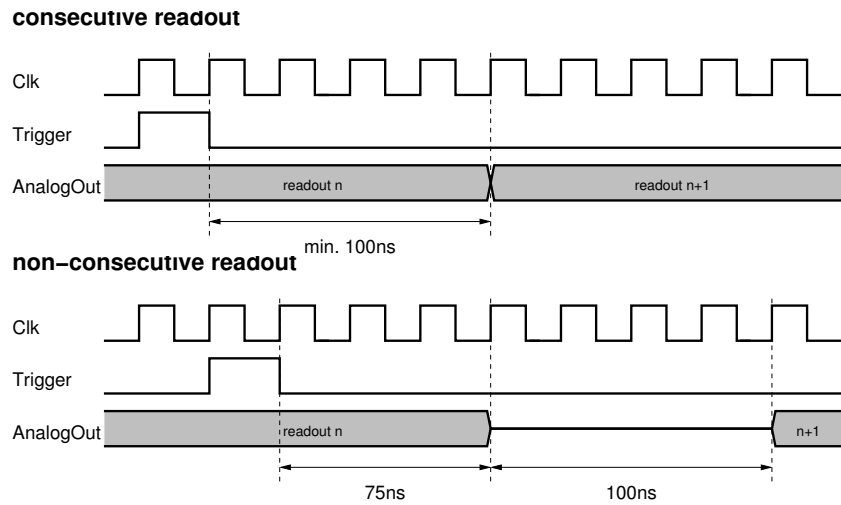 consecutive readout
Clk
Trigger
AnalogOut
readout n
readout n+1
min. 100ns
non−consecutive readout
Clk
Trigger
AnalogOut
readout n
n+1
75ns
100ns